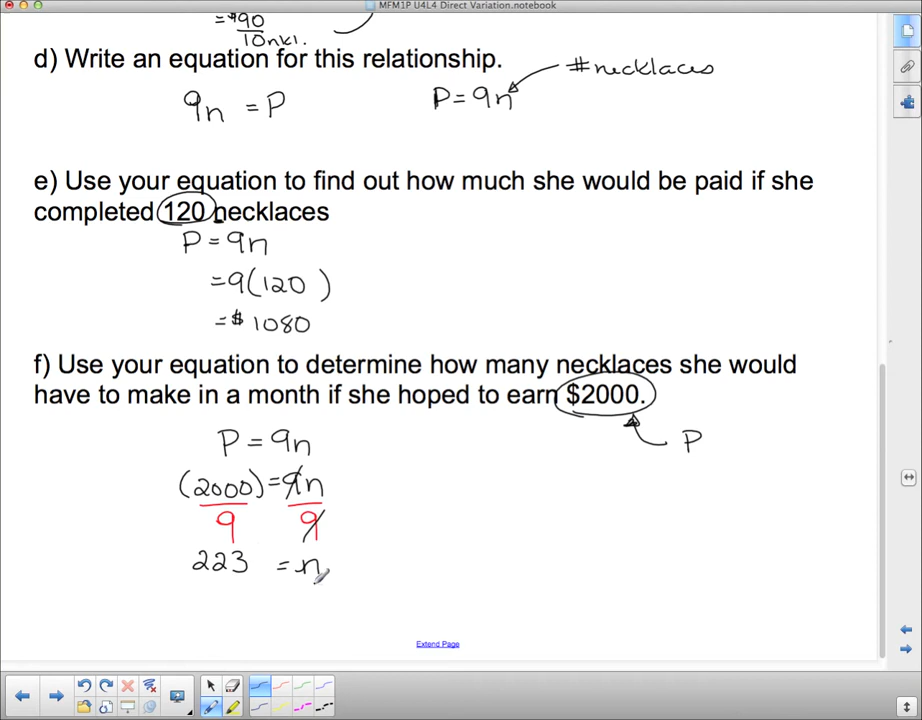 MFM1P U4L4 Direct Variation.notebook
= $90
10nkl.
d) Write an equation for this relationship.
#necklaces
9n = P
P = 9n
e) Use your equation to find out how much she would be paid if she
completed 120 necklaces
P = 9n
=9(120 )
=$ 1080
f) Use your equation to determine how many necklaces she would
have to make in a month if she hoped to earn $2000.
P
P = 9n
(2000) = 9n
9 9
223 = n
Extend Page